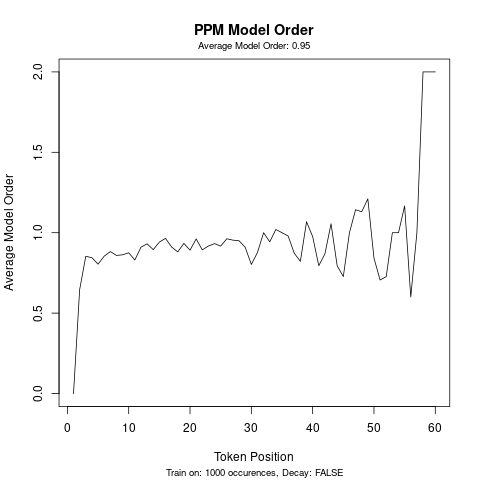 PPM Model Order
Average Model Order: 0.95
Average Model Order
2.0
1.5
1.0
0.5
0.0
0 10 20 30 40 50 60
Token Position
Train on: 1000 occurences, Decay: FALSE